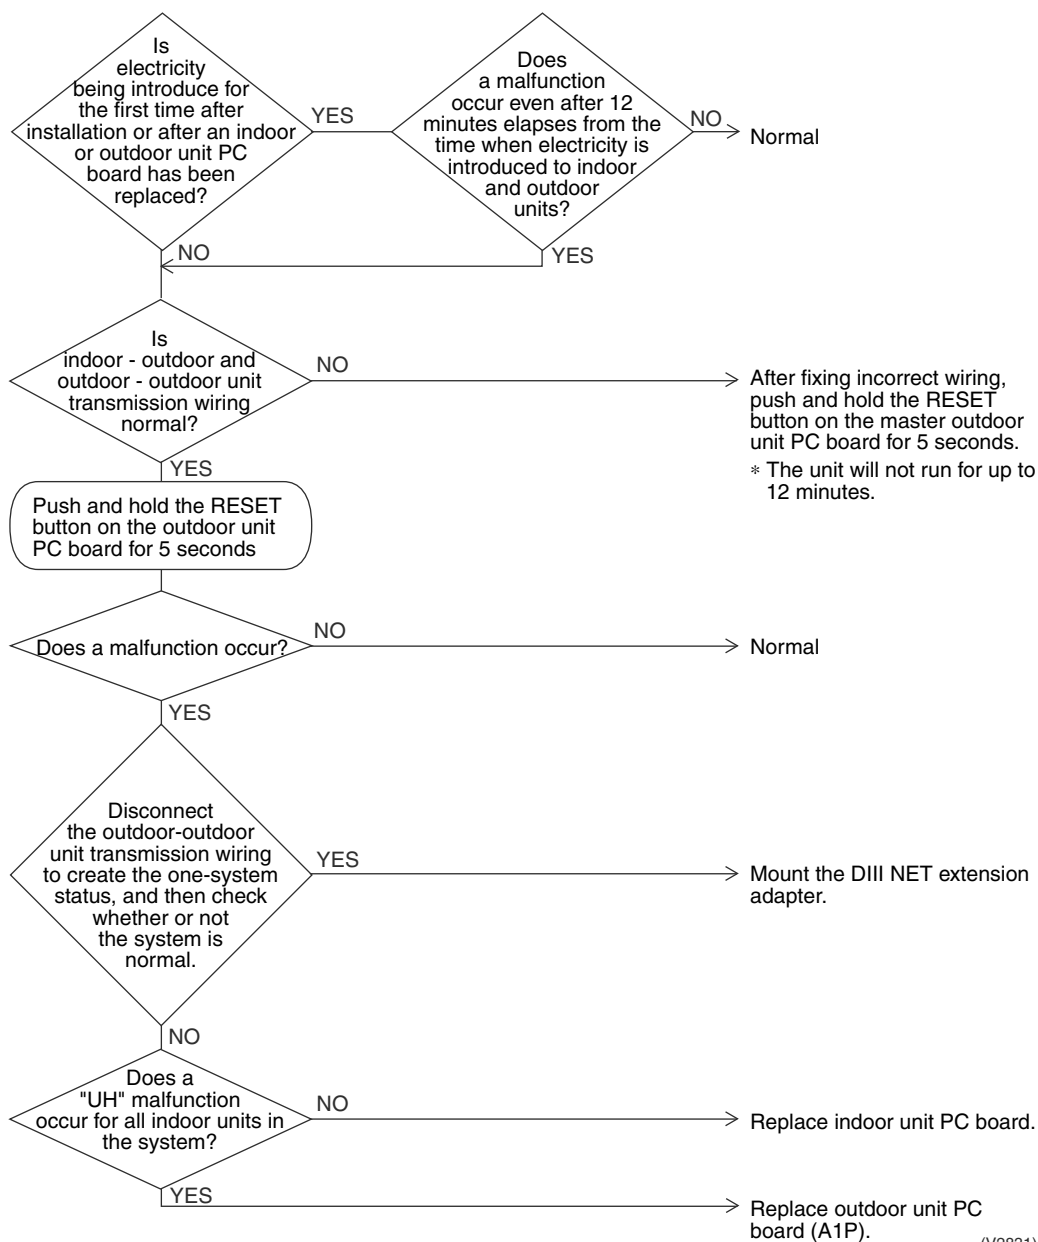 Is
electricity
being introduce for
the first time after
installation or after an indoor
or outdoor unit PC
board has been
replaced?
YES
Does
a malfunction
occur even after 12
minutes elapses from the
time when electricity is
introduced to indoor
and outdoor
units?
NO
Normal
NO
YES
Is
indoor - outdoor and
outdoor - outdoor unit
transmission wiring
normal?
NO
After fixing incorrect wiring,
push and hold the RESET
button on the master outdoor
unit PC board for 5 seconds.
* The unit will not run for up to
12 minutes.
YES
Push and hold the RESET
button on the outdoor unit
PC board for 5 seconds
Does a malfunction occur?
NO
Normal
YES
Disconnect
the outdoor-outdoor
unit transmission wiring
to create the one-system
status, and then check
whether or not
the system is
normal.
YES
Mount the DIII NET extension
adapter.
NO
Does a
"UH" malfunction
occur for all indoor units in
the system?
NO
Replace indoor unit PC board.
YES
Replace outdoor unit PC
board (A1P).